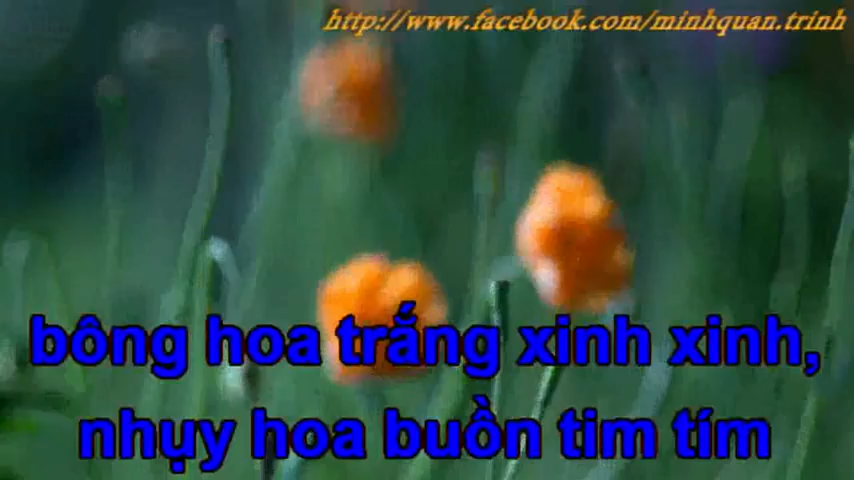 http://www.facebook.com/minhquan.trinh
bông hoa trắng xinh xinh,
nhụy hoa buồn tim tím